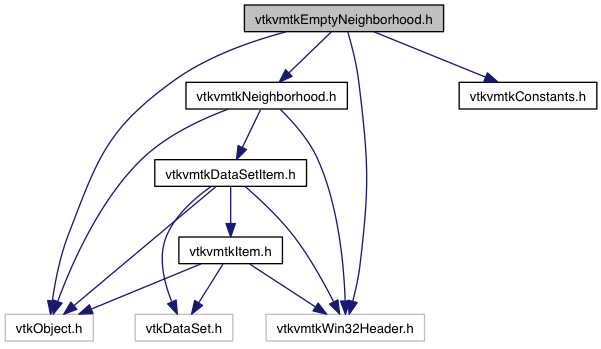 vtkvmtkEmptyNeighborhood.h
vtkvmtkNeighborhood.h
vtkvmtkConstants.h
vtkvmtkDataSetItem.h
vtkvmtkItem.h
vtkObject.h
vtkDataSet.h
vtkvmtkWin32Header.h